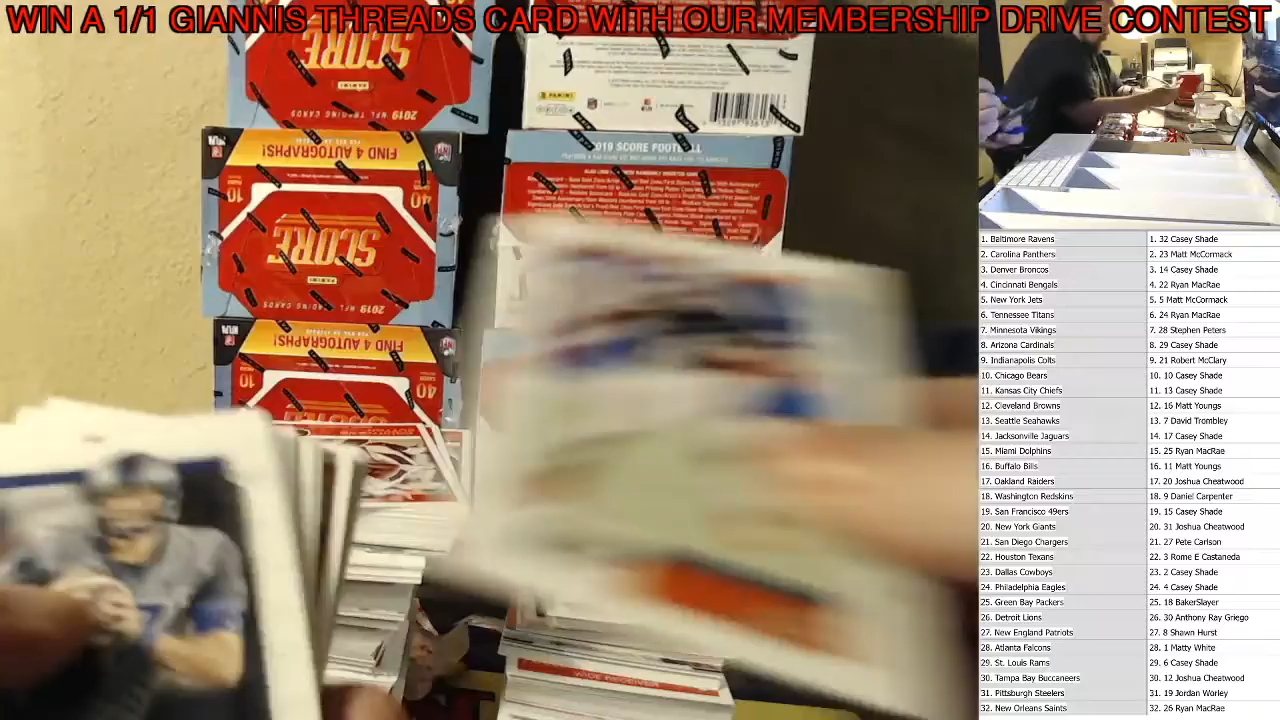 WIN A 1/1 GIANNIS THREADS CARD WITH OUR MEMBERSHIP DRIVE CONTEST
SCORE
PANINI
2019 NFL TRADING CARDS
PANINI
FIND 4 AUTOGRAPHS!
10
40
SCORE
2019 NFL TRADING CARDS
2019 SCORE FOOTBALL
FIND 4 AUTOGRAPHS!
10
40
SCORE
WIDE RECEIVER
1. Baltimore Ravens 1. 32 Casey Shade
2. Carolina Panthers 2. 23 Matt McCormack
3. Denver Broncos 3. 14 Casey Shade
4. Cincinnati Bengals 4. 22 Ryan MacRae
5. New York Jets 5. 5 Matt McCormack
6. Tennessee Titans 6. 24 Ryan MacRae
7. Minnesota Vikings 7. 28 Stephen Peters
8. Arizona Cardinals 8. 29 Casey Shade
9. Indianapolis Colts 9. 21 Robert McClary
10. Chicago Bears 10. 10 Casey Shade
11. Kansas City Chiefs 11. 13 Casey Shade
12. Cleveland Browns 12. 16 Matt Youngs
13. Seattle Seahawks 13. 7 David Trombley
14. Jacksonville Jaguars 14. 17 Casey Shade
15. Miami Dolphins 15. 25 Ryan MacRae
16. Buffalo Bills 16. 11 Matt Youngs
17. Oakland Raiders 17. 20 Joshua Cheatwood
18. Washington Redskins 18. 9 Daniel Carpenter
19. San Francisco 49ers 19. 15 Casey Shade
20. New York Giants 20. 31 Joshua Cheatwood
21. San Diego Chargers 21. 27 Pete Carlson
22. Houston Texans 22. 3 Rome E Castaneda
23. Dallas Cowboys 23. 2 Casey Shade
24. Philadelphia Eagles 24. 4 Casey Shade
25. Green Bay Packers 25. 18 BakerSlayer
26. Detroit Lions 26. 30 Anthony Ray Griego
27. New England Patriots 27. 8 Shawn Hurst
28. Atlanta Falcons 28. 1 Matty White
29. St. Louis Rams 29. 6 Casey Shade
30. Tampa Bay Buccaneers 30. 12 Joshua Cheatwood
31. Pittsburgh Steelers 31. 19 Jordan Worley
32. New Orleans Saints 32. 26 Ryan MacRae